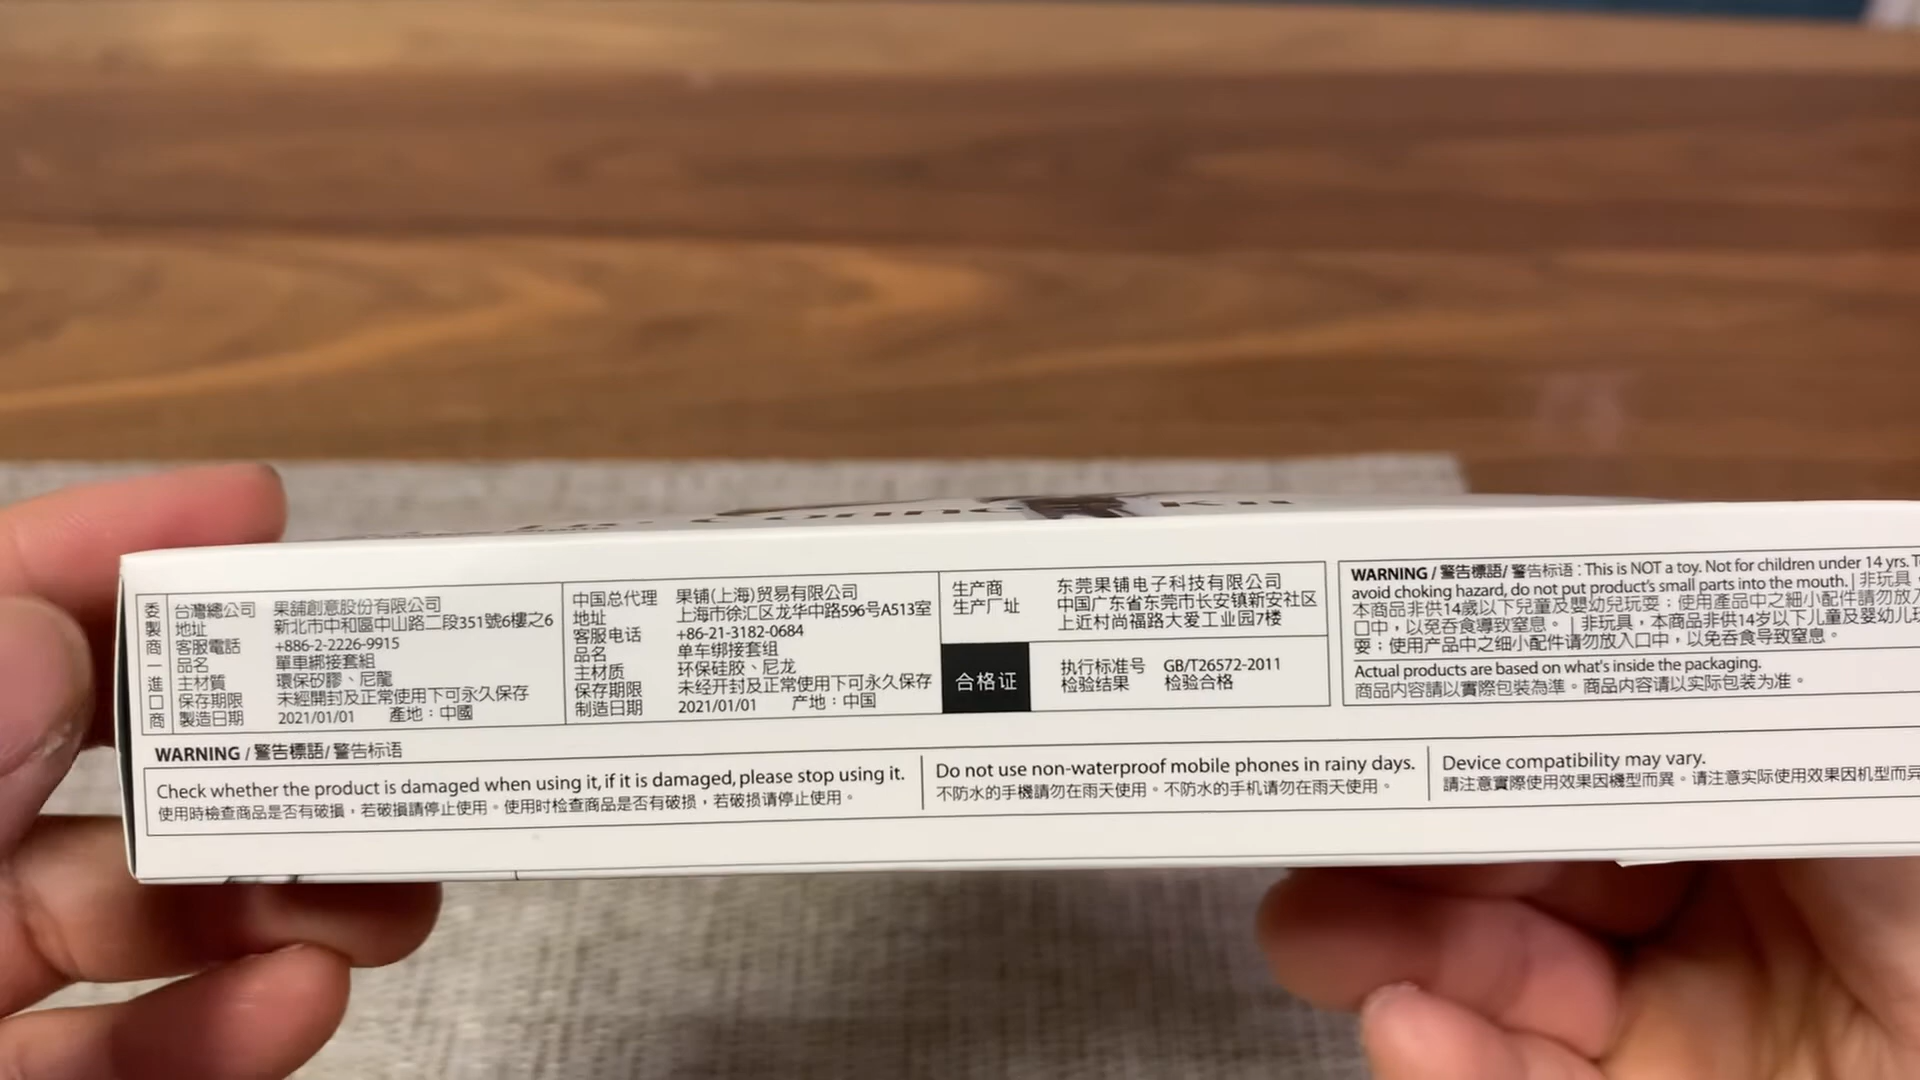 Connect Kit
委製商一進口商
台灣總公司 果舖創意股份有限公司
地址 新北市中和區中山路二段351號6樓之6
客服電話 +886-2-2226-9915
品名 單車綁接套組
主材質 環保矽膠、尼龍
保存期限 未經開封及正常使用下可永久保存
製造日期 2021/01/01 產地：中國
中国总代理 果铺(上海)贸易有限公司
地址 上海市徐汇区龙华中路596号A513室
客服电话 +86-21-3182-0684
品名 单车绑接套组
主材质 环保硅胶、尼龙
保存期限 未经开封及正常使用下可永久保存
制造日期 2021/01/01 产地：中国
生产商 东莞果铺电子科技有限公司
生产厂址 中国广东省东莞市长安镇新安社区
上近村尚福路大爱工业园7楼
合格证
执行标准号 GB/T26572-2011
检验结果 检验合格
WARNING / 警告標語/ 警告标语 : This is NOT a toy. Not for children under 14 yrs.
avoid choking hazard, do not put product's small parts into the mouth. | 非玩具，
本商品非供14歲以下兒童及嬰幼兒玩耍；使用產品中之細小配件請勿放入
口中，以免吞食導致窒息。 | 非玩具，本商品非供14岁以下儿童及婴幼儿玩
耍；使用产品中之细小配件请勿放入口中，以免吞食导致窒息。
Actual products are based on what's inside the packaging.
商品内容請以實際包裝為準。商品内容请以实际包装为准。
WARNING / 警告標語/ 警告标语
Check whether the product is damaged when using it, if it is damaged, please stop using it.
使用時檢查商品是否有破損，若破損請停止使用。使用时检查商品是否有破损，若破损请停止使用。
Do not use non-waterproof mobile phones in rainy days.
不防水的手機請勿在雨天使用。不防水的手机请勿在雨天使用。
Device compatibility may vary.
請注意實際使用效果因機型而異。请注意实际使用效果因机型而异